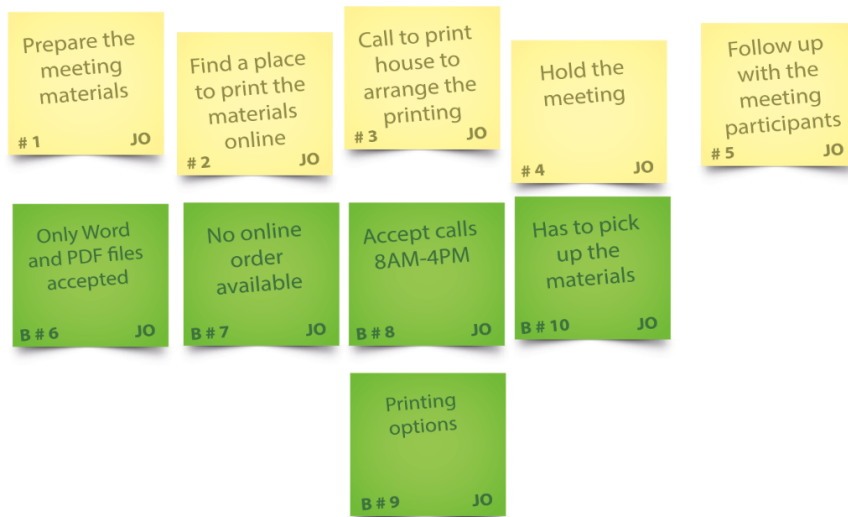 Prepare the
meeting
materials
# 1 JO
Find a place
to print the
materials
online
# 2 JO
Call to print
house to
arrange the
printing
# 3 JO
Hold the
meeting
# 4 JO
Follow up
with the
meeting
participants
# 5 JO
Only Word
and PDF files
accepted
B # 6 JO
No online
order
available
B # 7 JO
Accept calls
8AM-4PM
B # 8 JO
Has to pick
up the
materials
B # 10 JO
Printing
options
B # 9 JO